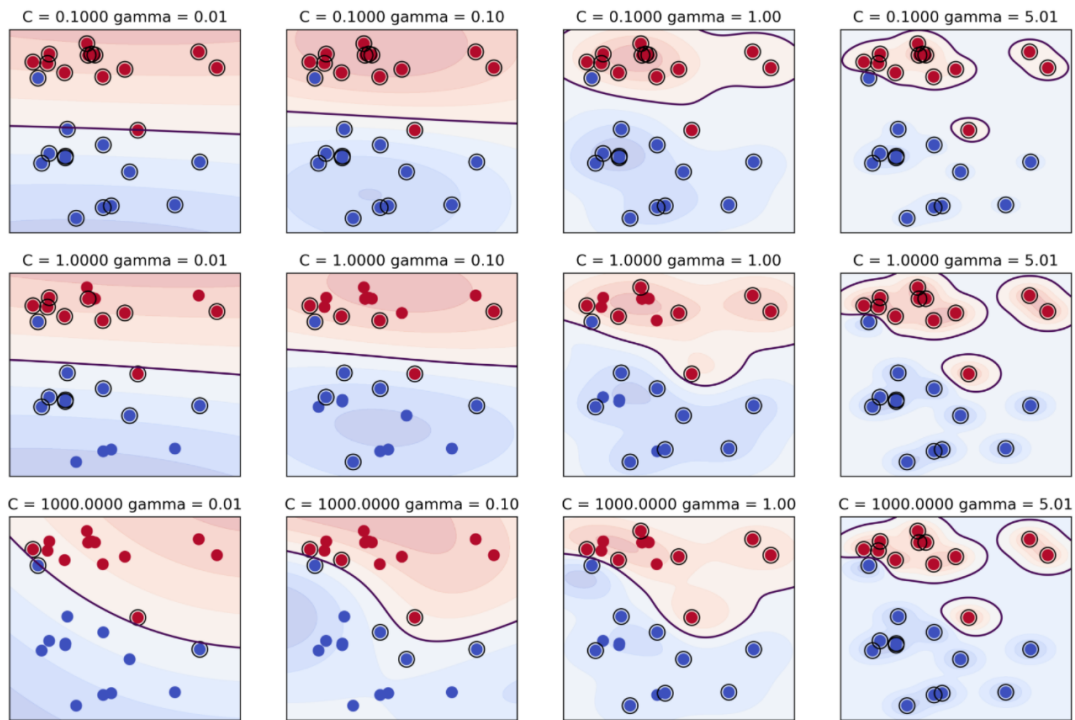 C = 0.1000 gamma = 0.01
C = 0.1000 gamma = 0.10
C = 0.1000 gamma = 1.00
C = 0.1000 gamma = 5.01
C = 1.0000 gamma = 0.01
C = 1.0000 gamma = 0.10
C = 1.0000 gamma = 1.00
C = 1.0000 gamma = 5.01
C = 1000.0000 gamma = 0.01
C = 1000.0000 gamma = 0.10
C = 1000.0000 gamma = 1.00
C = 1000.0000 gamma = 5.01